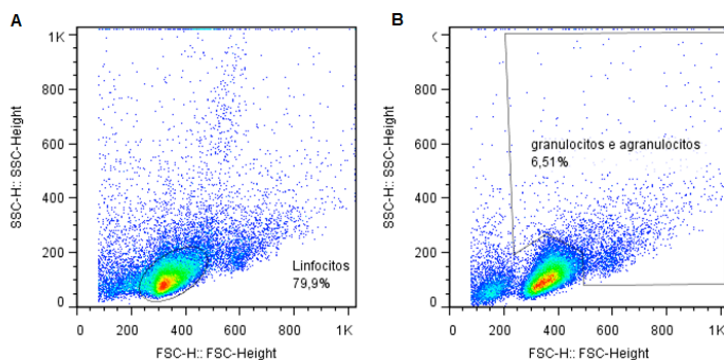 A
1K
800
600
400
200
0
SSC-H:: SSC-Height
Linfocitos
79,9%
0 200 400 600 800 1K
FSC-H:: FSC-Height
B
800
600
400
200
0
SSC-H:: SSC-Height
granulocitos e agranulocitos
6,51%
0 200 400 600 800 1K
FSC-H:: FSC-Height